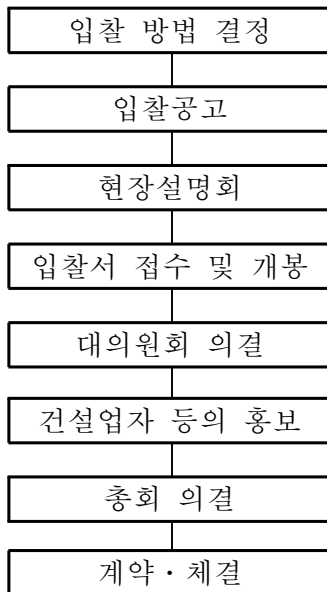 입찰 방법 결정
입찰공고
현장설명회
입찰서 접수 및 개봉
대의원회 의결
건설업자 등의 홍보
총회 의결
계약·체결